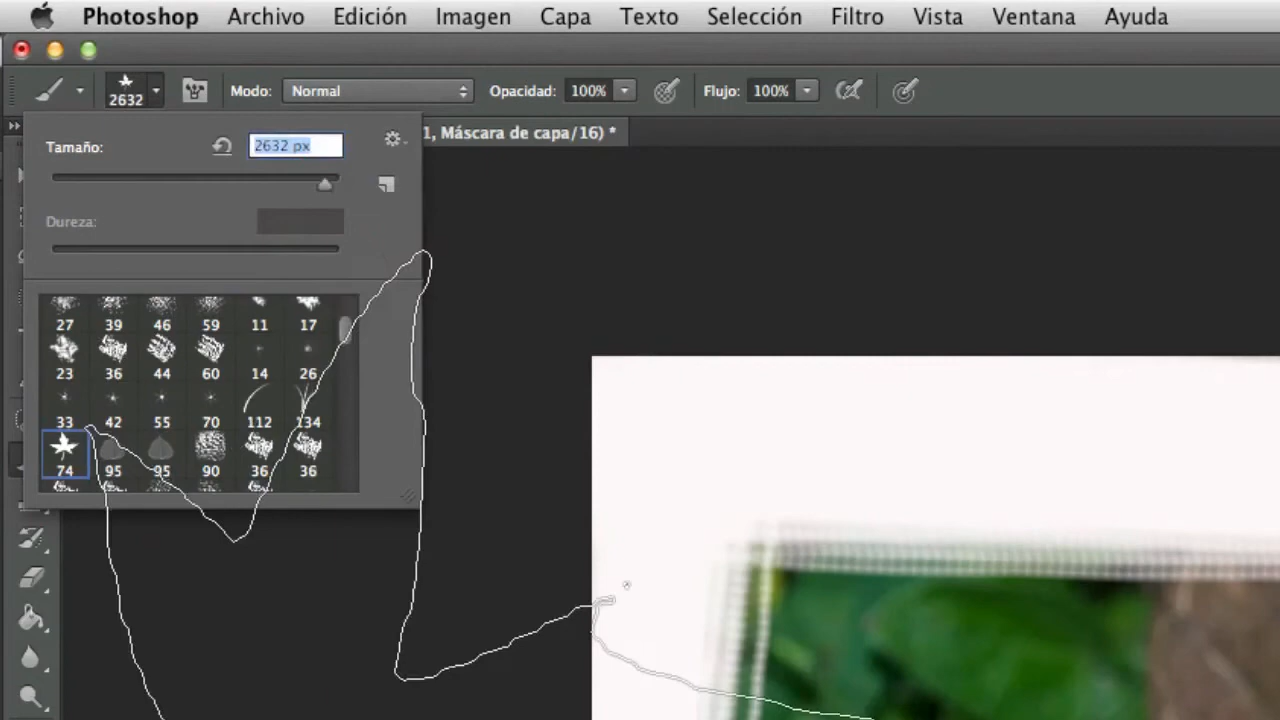 Photoshop Archivo Edición Imagen Capa Texto Selección Filtro Vista Ventana Ayuda
2632 Modo: Normal Opacidad: 100% Flujo: 100%
1, Máscara de capa/16) *
Tamaño: 2632 px
Dureza:
27 39 46 59 11 17
23 36 44 60 14 26
33 42 55 70 112 134
74 95 95 90 36 36